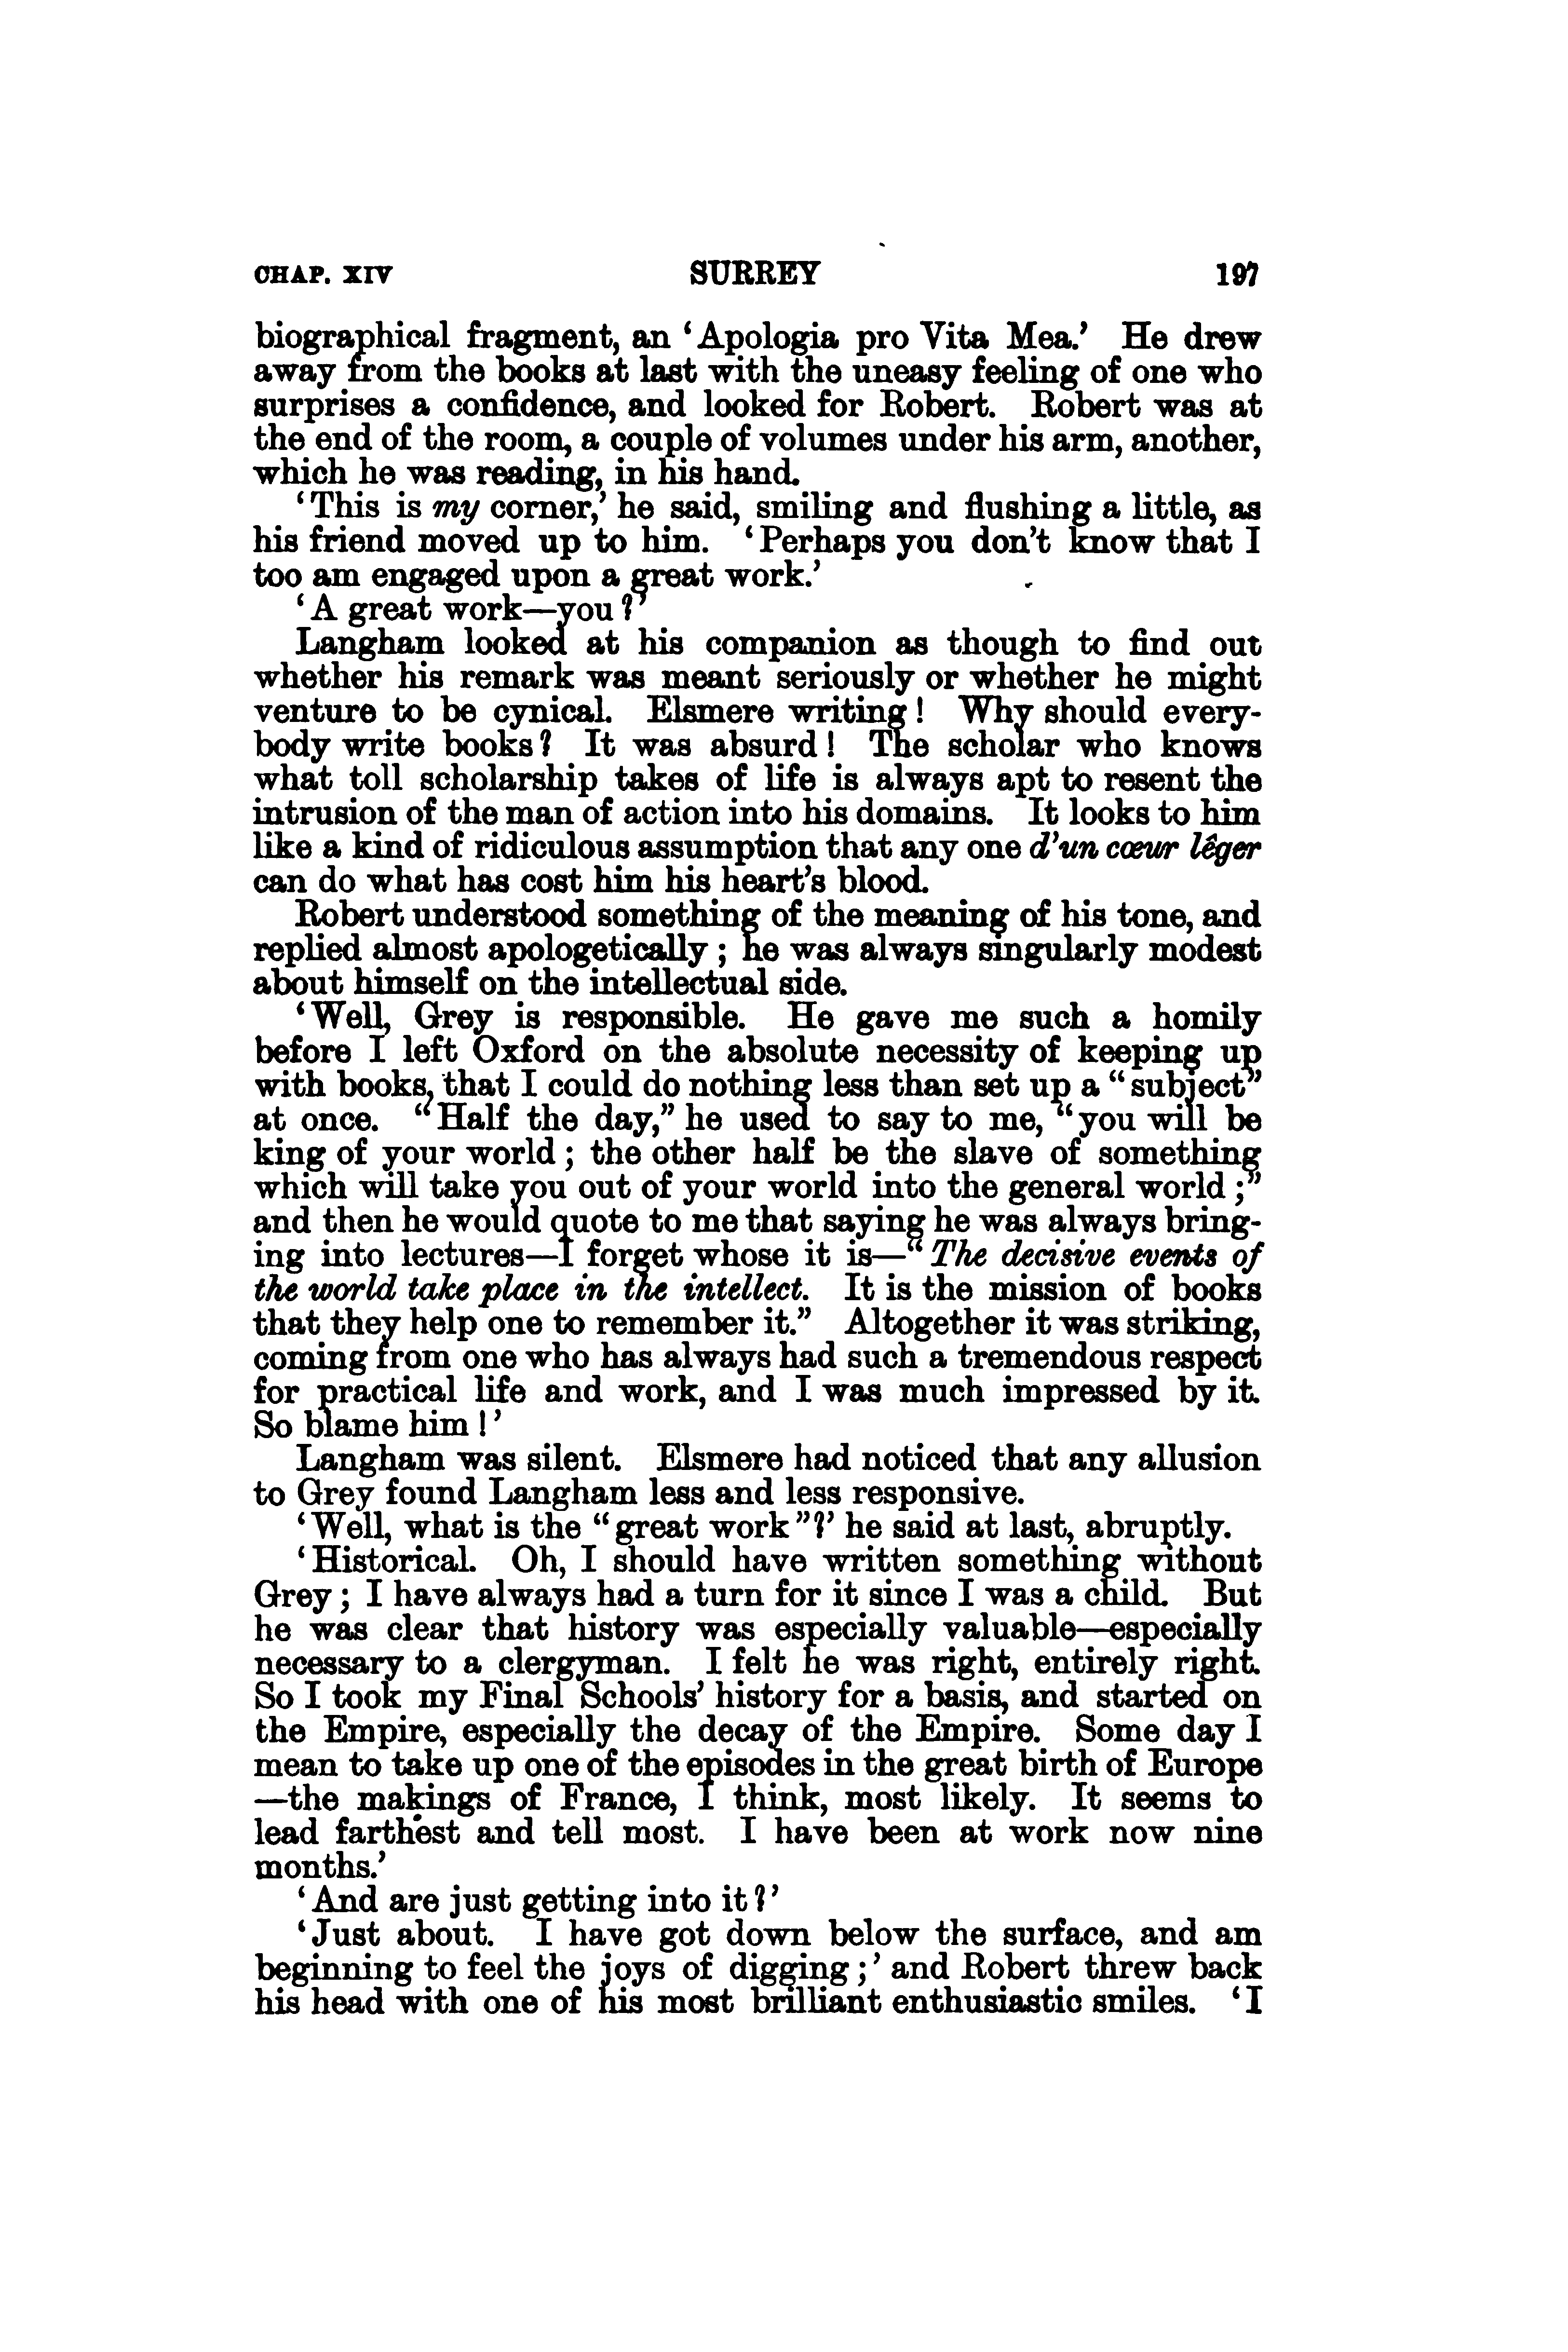 CHAP. XIV SURREY 197
biographical fragment, an ‘Apologia pro Vita Mea.’ He drew
away from the books at last with the uneasy feeling of one who
surprises a confidence, and looked for Robert. Robert was at
the end of the room, a couple of volumes under his arm, another,
which he was reading, in his hand.
‘This is my corner,’ he said, smiling and flushing a little, as
his friend moved up to him. ‘Perhaps you don’t know that I
too am engaged upon a great work.’
‘A great work—you?’
Langham looked at his companion as though to find out
whether his remark was meant seriously or whether he might
venture to be cynical. Elsmere writing! Why should every-
body write books? It was absurd! The scholar who knows
what toll scholarship takes of life is always apt to resent the
intrusion of the man of action into his domains. It looks to him
like a kind of ridiculous assumption that any one d’un cœur lêger
can do what has cost him his heart’s blood.
Robert understood something of the meaning of his tone, and
replied almost apologetically; he was always singularly modest
about himself on the intellectual side.
‘Well, Grey is responsible. He gave me such a homily
before I left Oxford on the absolute necessity of keeping up
with books, that I could do nothing less than set up a “subject”
at once. “Half the day,” he used to say to me, “you will be
king of your world; the other half be the slave of something
which will take you out of your world into the general world;”
and then he would quote to me that saying he was always bring-
ing into lectures—I forget whose it is—“The decisive events of
the world take place in the intellect. It is the mission of books
that they help one to remember it.” Altogether it was striking,
coming from one who has always had such a tremendous respect
for practical life and work, and I was much impressed by it.
So blame him!’
Langham was silent. Elsmere had noticed that any allusion
to Grey found Langham less and less responsive.
‘Well, what is the “great work”?’ he said at last, abruptly.
‘Historical. Oh, I should have written something without
Grey; I have always had a turn for it since I was a child. But
he was clear that history was especially valuable—especially
necessary to a clergyman. I felt he was right, entirely right.
So I took my Final Schools’ history for a basis, and started on
the Empire, especially the decay of the Empire. Some day I
mean to take up one of the episodes in the great birth of Europe
—the makings of France, I think, most likely. It seems to
lead farthest and tell most. I have been at work now nine
months.’
‘And are just getting into it?’
‘Just about. I have got down below the surface, and am
beginning to feel the joys of digging;’ and Robert threw back
his head with one of his most brilliant enthusiastic smiles. ‘I